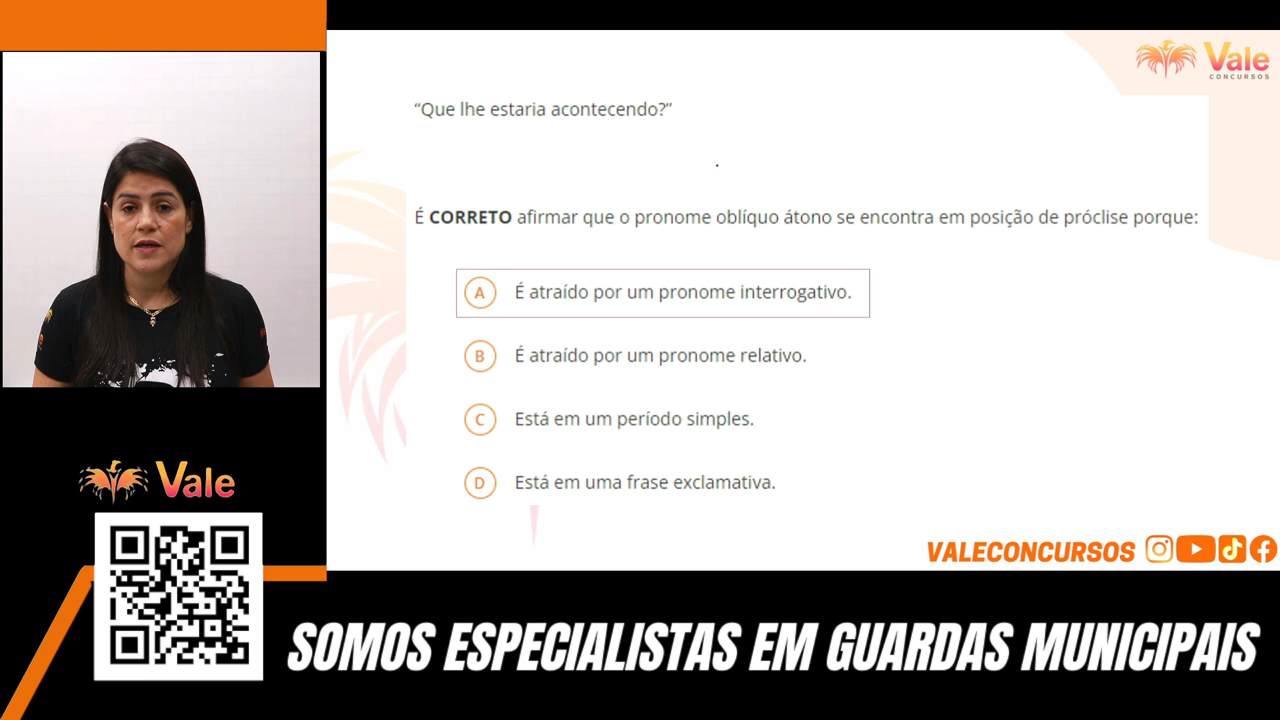 Vale
CONCURSOS
“Que lhe estaria acontecendo?”
É CORRETO afirmar que o pronome oblíquo átono se encontra em posição de próclise porque:
A É atraído por um pronome interrogativo.
B É atraído por um pronome relativo.
C Está em um período simples.
D Está em uma frase exclamativa.
Vale
VALECONCURSOS
SOMOS ESPECIALISTAS EM GUARDAS MUNICIPAIS